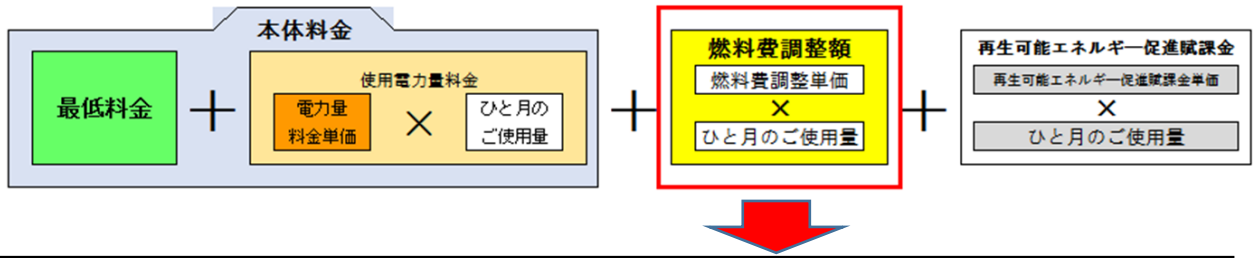 本体料金
最低料金
＋
使用電力量料金
電力量
料金単価
×
ひと月の
ご使用量
＋
燃料費調整額
燃料費調整単価
×
ひと月のご使用量
＋
再生可能エネルギー促進賦課金
再生可能エネルギー促進賦課金単価
×
ひと月のご使用量